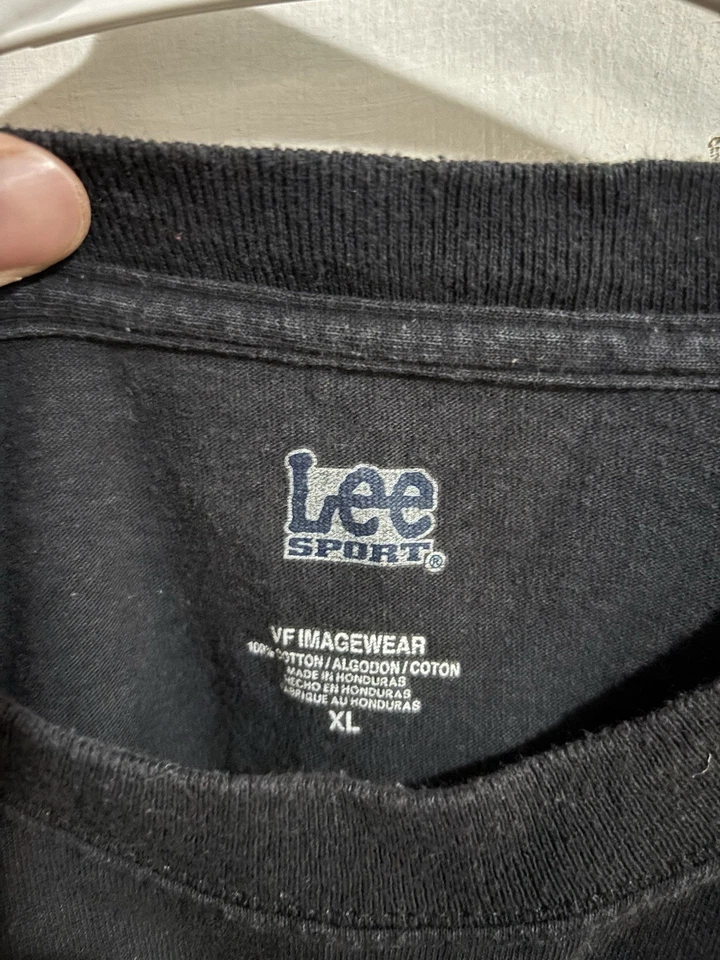 Lee
SPORT®
VF IMAGEWEAR
100% COTTON / ALGODON / COTON
MADE IN HONDURAS
HECHO EN HONDURAS
FABRIQUE AU HONDURAS
XL